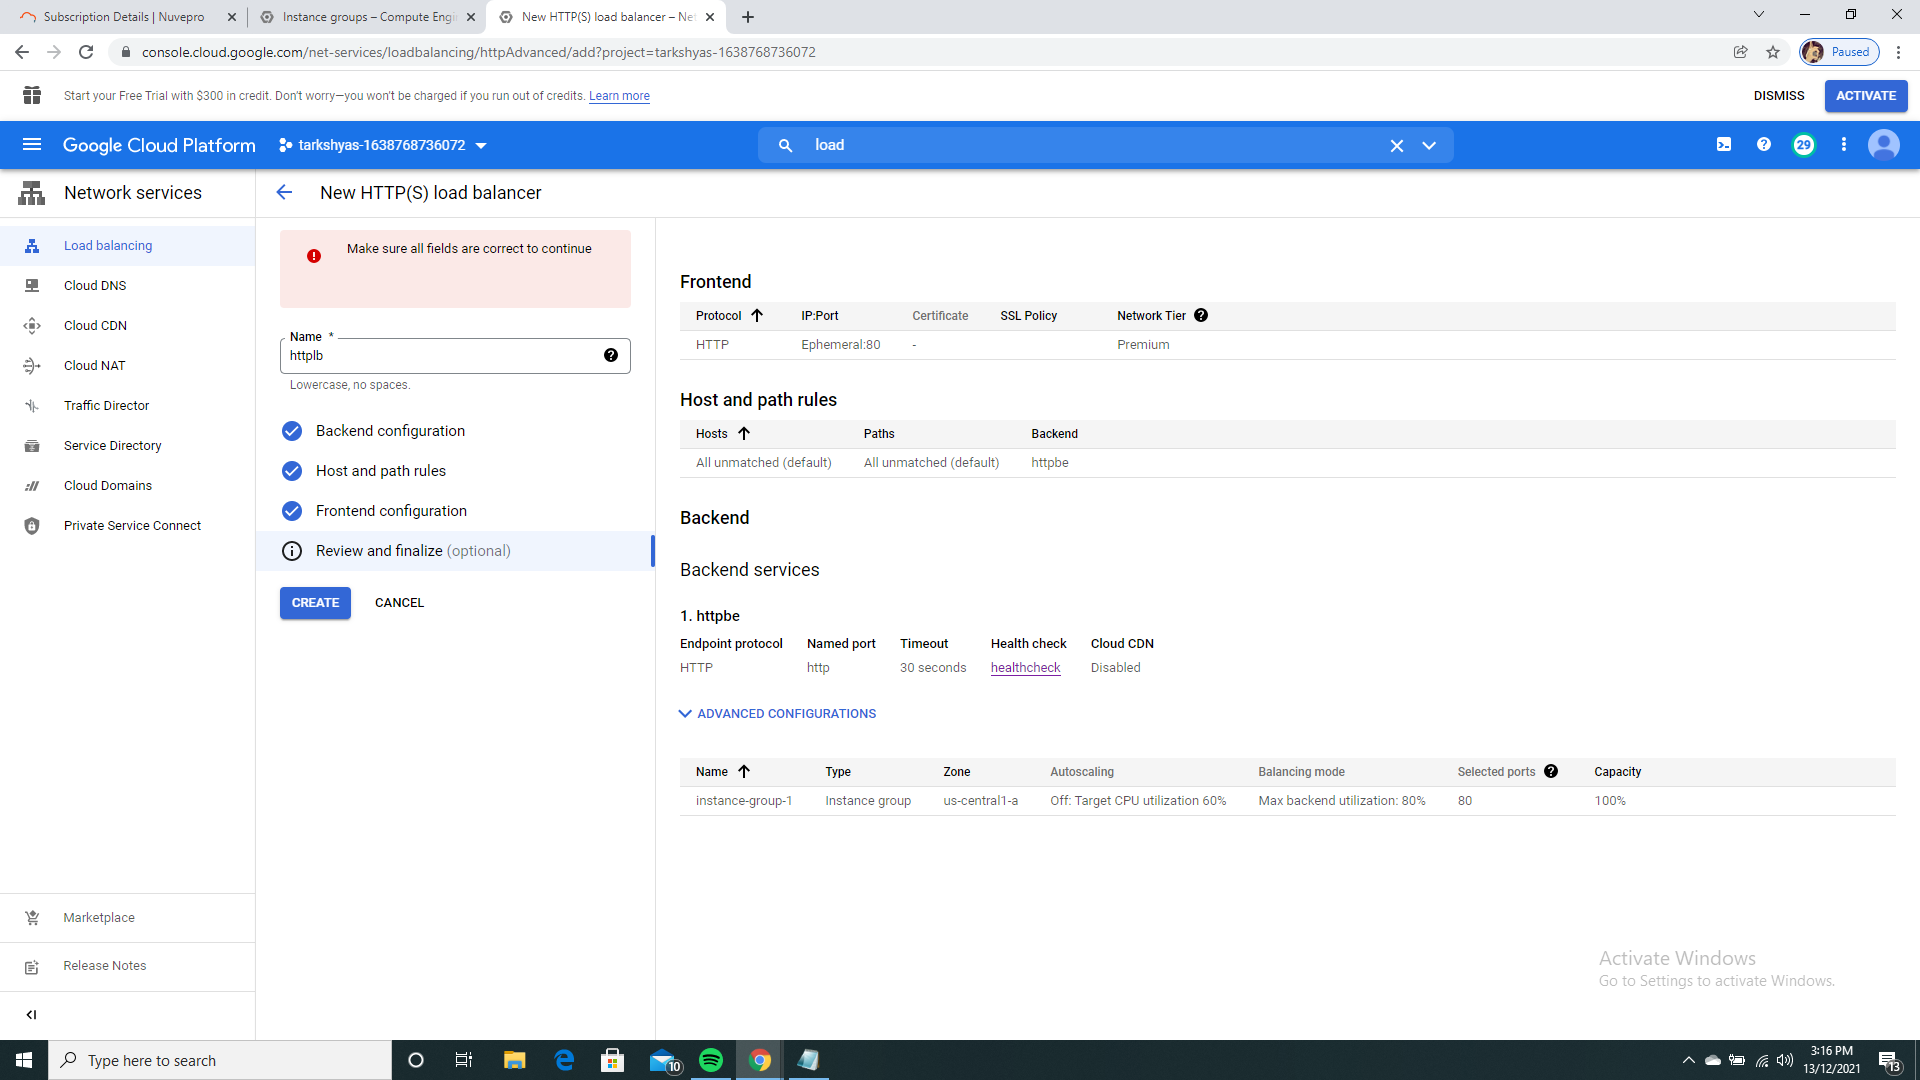 Subscription Details | Nuvepro
Instance groups – Compute Engi
New HTTP(S) load balancer – Net
console.cloud.google.com/net-services/loadbalancing/httpAdvanced/add?project=tarkshyas-1638768736072
Paused
Start your Free Trial with $300 in credit. Don't worry—you won't be charged if you run out of credits. Learn more
DISMISS
ACTIVATE
Google Cloud Platform
tarkshyas-1638768736072
load
29
Network services
New HTTP(S) load balancer
Load balancing
Cloud DNS
Cloud CDN
Cloud NAT
Traffic Director
Service Directory
Cloud Domains
Private Service Connect
Marketplace
Release Notes
Make sure all fields are correct to continue
Name *
httplb
Lowercase, no spaces.
Backend configuration
Host and path rules
Frontend configuration
Review and finalize (optional)
CREATE
CANCEL
Frontend
Protocol IP:Port Certificate SSL Policy Network Tier
HTTP Ephemeral:80 - Premium
Host and path rules
Hosts Paths Backend
All unmatched (default) All unmatched (default) httpbe
Backend
Backend services
1. httpbe
Endpoint protocol Named port Timeout Health check Cloud CDN
HTTP http 30 seconds healthcheck Disabled
ADVANCED CONFIGURATIONS
Name Type Zone Autoscaling Balancing mode Selected ports Capacity
instance-group-1 Instance group us-central1-a Off: Target CPU utilization 60% Max backend utilization: 80% 80 100%
Activate Windows
Go to Settings to activate Windows.
Type here to search
10
3:16 PM
13/12/2021
13